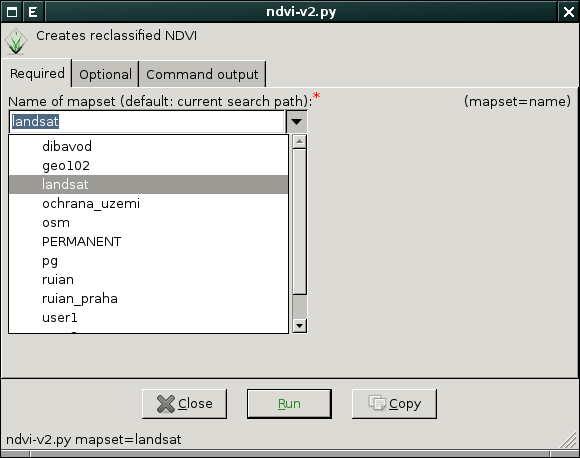 ndvi-v2.py
Creates reclassified NDVI
Required Optional Command output
Name of mapset (default: current search path):* (mapset=name)
landsat
dibavod
geo102
landsat
ochrana_uzemi
osm
PERMANENT
pg
ruian
ruian_praha
user1
Close Run Copy
ndvi-v2.py mapset=landsat